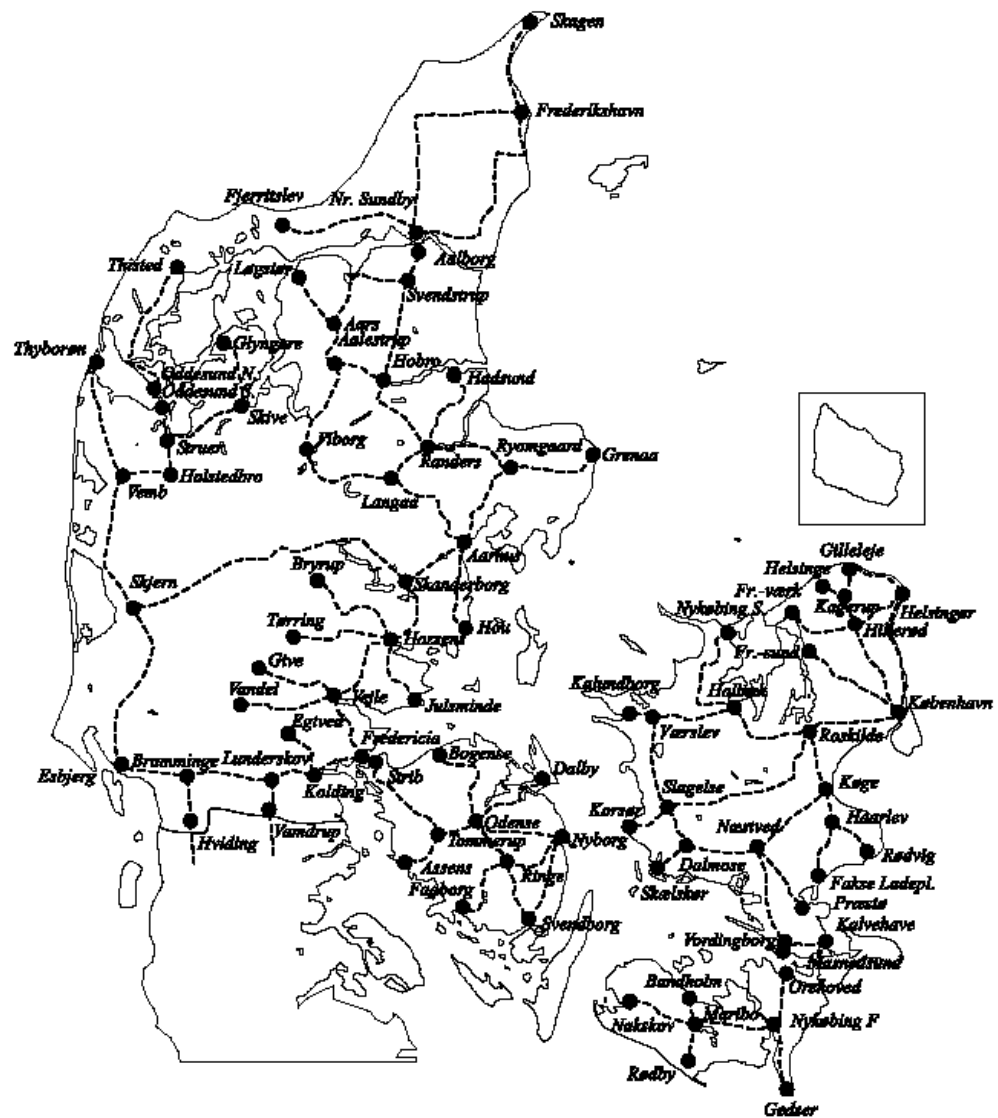 Skagen
Frederikshavn
Fjerritslev
Nr. Sundby
Aalborg
Thisted
Løgstør
Svendstrup
Aars
Aalestrup
Glyngøre
Thyborøn
Hobro
Hadsund
Oddesund N.
Oddesund S.
Skive
Struer
Viborg
Randers
Ryomgaard
Grenaa
Vemb
Holstedbro
Langaa
Aarhus
Gilleleje
Bryrup
Skanderborg
Helsinge
Skjern
Fr.-værk
Kagerup
Helsingør
Nykøbing S.
Hillerød
Tørring
Horsens
Hou
Fr.-sund
Give
Kalundborg
Holbæk
Vandel
Vejle
Julsminde
København
Egtved
Værslev
Roskilde
Fredericia
Bogense
Esbjerg
Bramminge
Lunderskov
Strib
Dalby
Kolding
Slagelse
Køge
Korsør
Næstved
Haarlev
Odense
Hviding
Vamdrup
Tommerup
Nyborg
Dalmose
Rødvig
Assens
Ringe
Skælskør
Fakse Ladepl.
Faaborg
Præstø
Svendborg
Kalvehave
Vordingborg
Masnedsund
Bandholm
Orehoved
Nakskov
Maribo
Nykøbing F
Rødby
Gedser